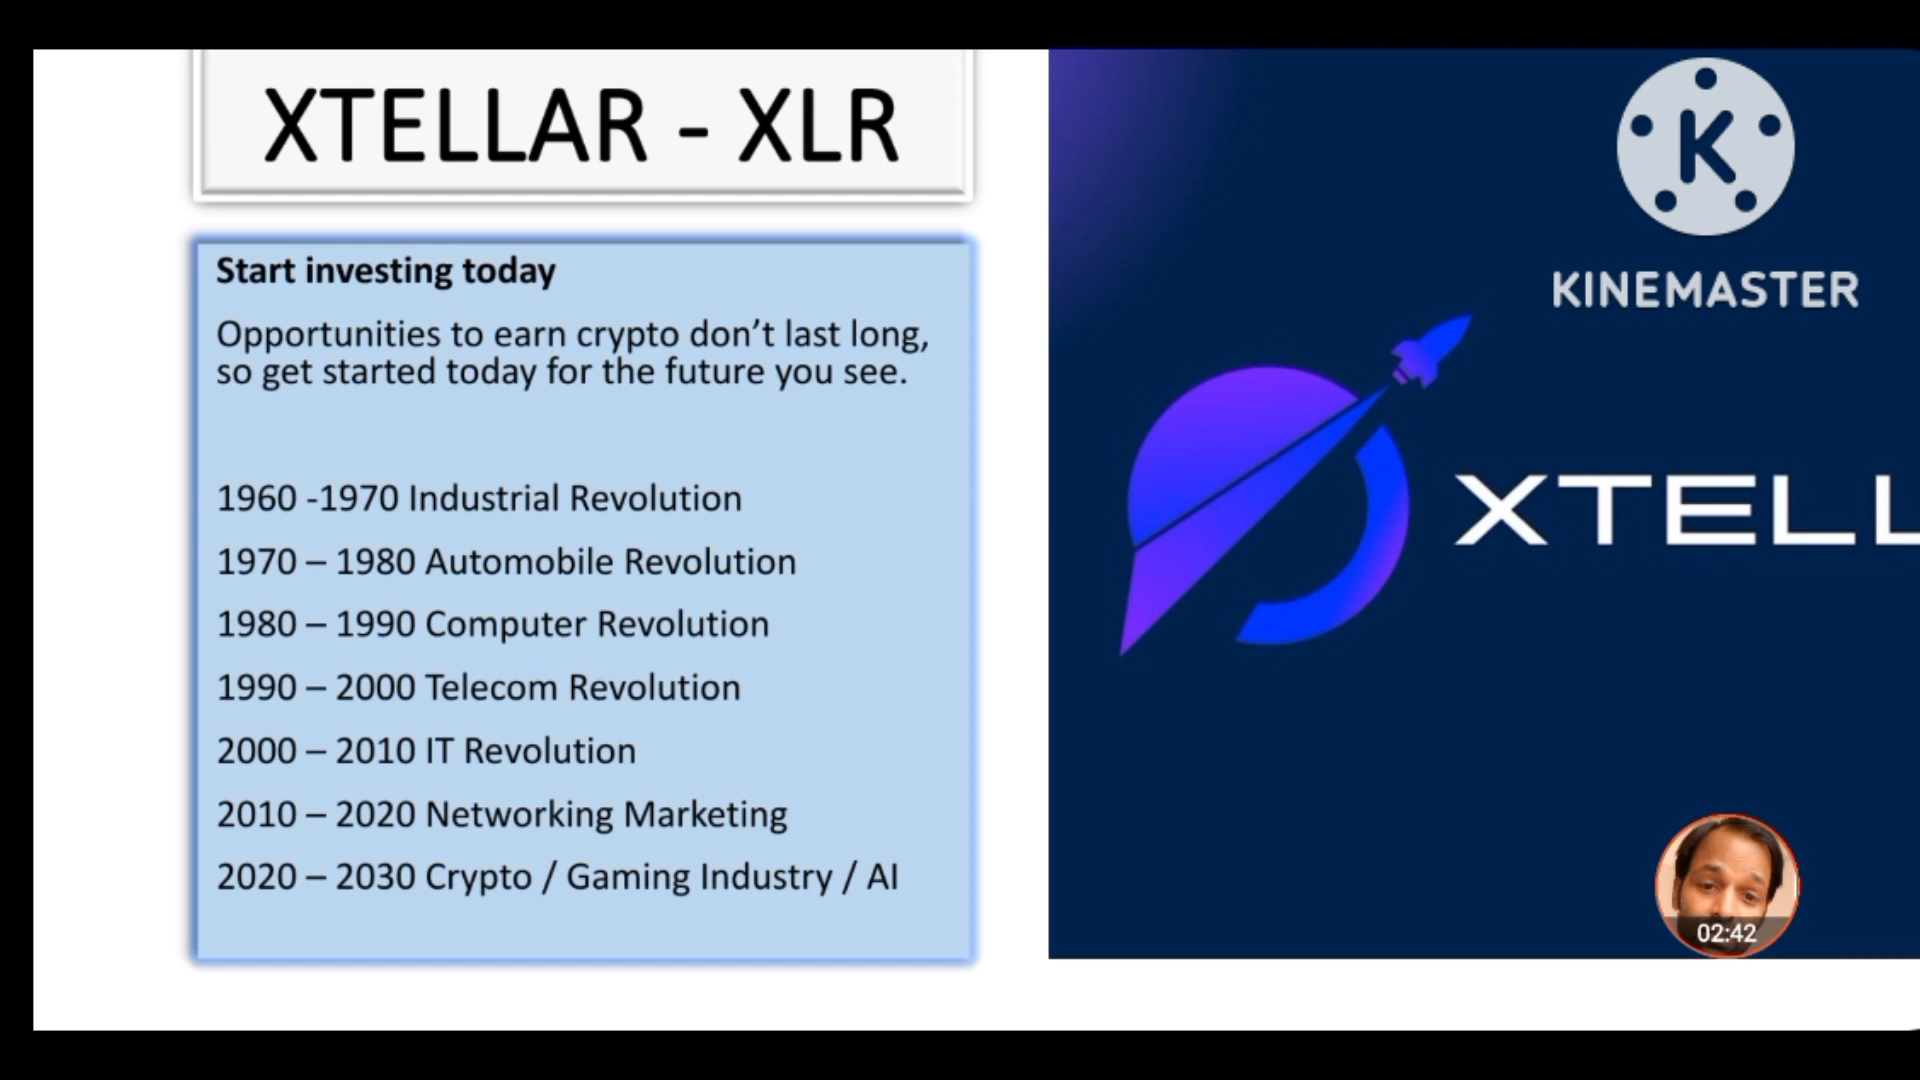 XTELLAR - XLR
Start investing today
Opportunities to earn crypto don’t last long,
so get started today for the future you see.
1960 -1970 Industrial Revolution
1970 – 1980 Automobile Revolution
1980 – 1990 Computer Revolution
1990 – 2000 Telecom Revolution
2000 – 2010 IT Revolution
2010 – 2020 Networking Marketing
2020 – 2030 Crypto / Gaming Industry / AI
K
KINEMASTER
XTELL
02:42